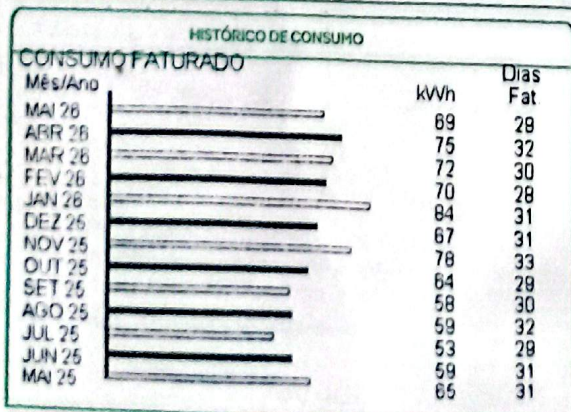 HISTÓRICO DE CONSUMO
CONSUMO FATURADO
Mês/Ano kWh Dias Fat.
MAI 26 69 29
ABR 26 75 32
MAR 26 72 30
FEV 26 70 28
JAN 26 84 31
DEZ 25 67 31
NOV 25 78 33
OUT 25 64 29
SET 25 58 30
AGO 25 59 32
JUL 25 53 29
JUN 25 59 31
MAI 25 65 31